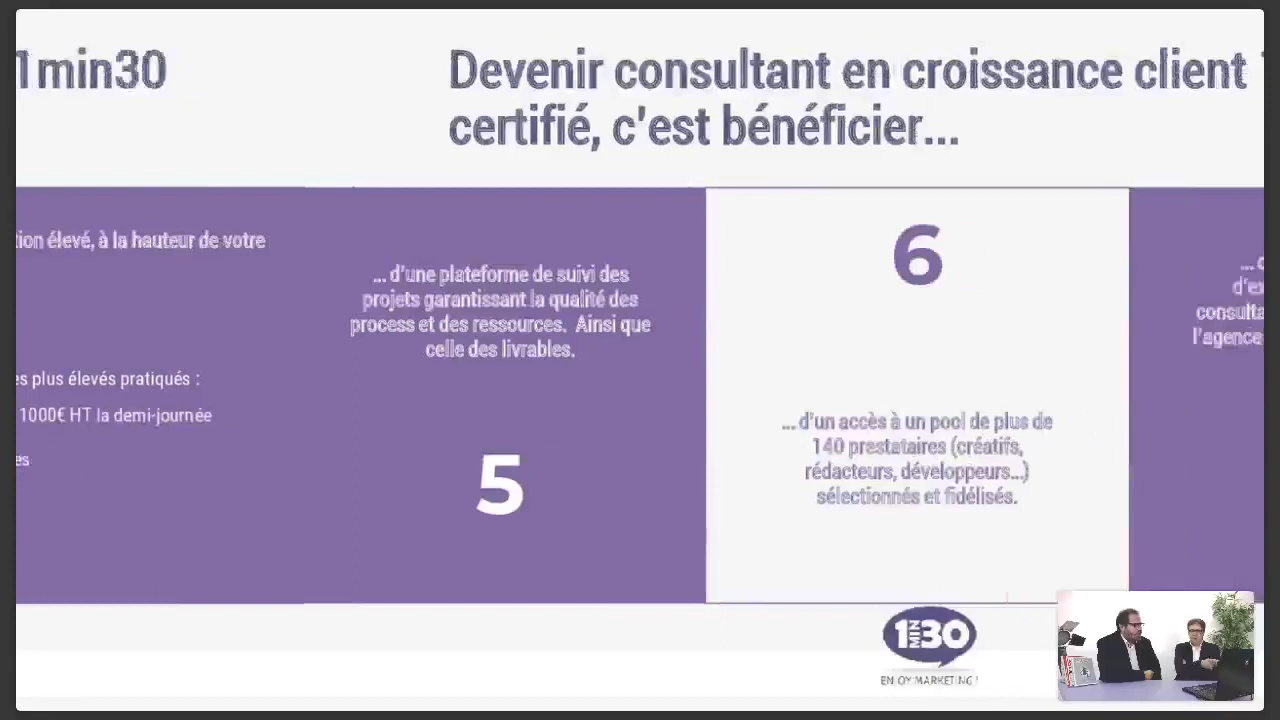 1min30
Devenir consultant en croissance client
certifié, c'est bénéficier...
tion élevé, à la hauteur de votre
es plus élevés pratiqués :
1000€ HT la demi-journée
es
... d'une plateforme de suivi des
projets garantissant la qualité des
process et des ressources. Ainsi que
celle des livrables.
5
6
... d'un accès à un pool de plus de
140 prestataires (créatifs,
rédacteurs, développeurs...)
sélectionnés et fidélisés.
d'ex
consulta
l'agence
1MIN30
ENJOY MARKETING !